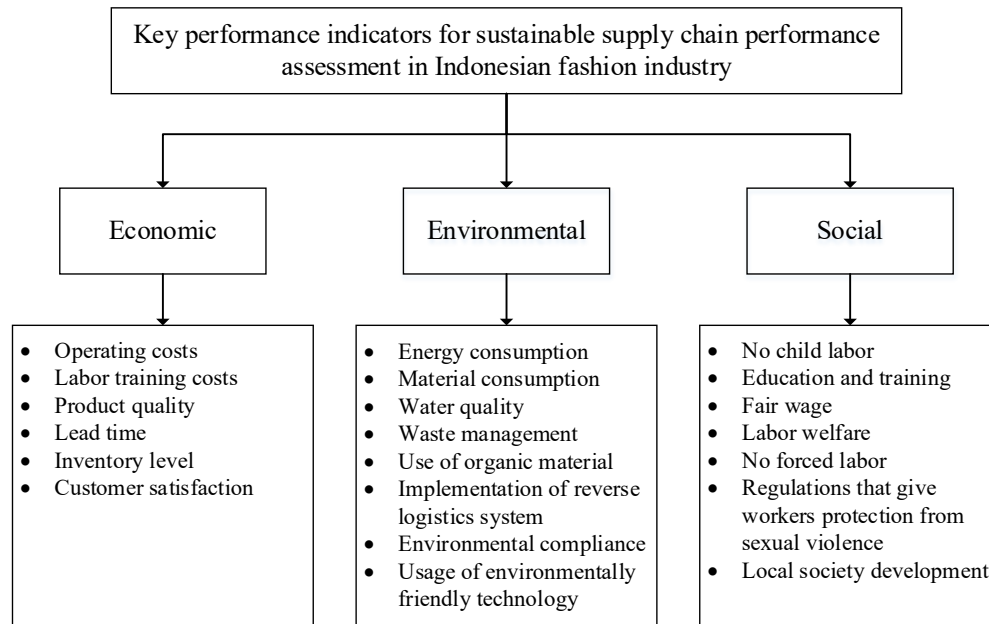 Key performance indicators for sustainable supply chain performance
assessment in Indonesian fashion industry
Economic
Environmental
Social
• Operating costs
• Labor training costs
• Product quality
• Lead time
• Inventory level
• Customer satisfaction
• Energy consumption
• Material consumption
• Water quality
• Waste management
• Use of organic material
• Implementation of reverse
logistics system
• Environmental compliance
• Usage of environmentally
friendly technology
• No child labor
• Education and training
• Fair wage
• Labor welfare
• No forced labor
• Regulations that give
workers protection from
sexual violence
• Local society development